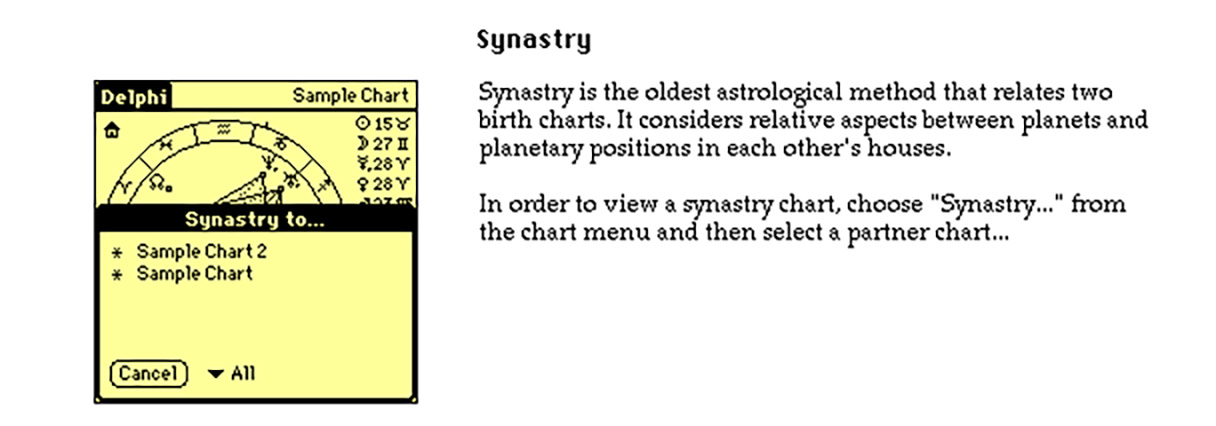 Synastry
Synastry is the oldest astrological method that relates two
birth charts. It considers relative aspects between planets and
planetary positions in each other's houses.
In order to view a synastry chart, choose "Synastry..." from
the chart menu and then select a partner chart...
Delphi
Sample Chart
☉ 15 ♉
☽ 27 ♊
☿, 28 ♈
♀ 28 ♈
Synastry to...
* Sample Chart 2
* Sample Chart
Cancel
All